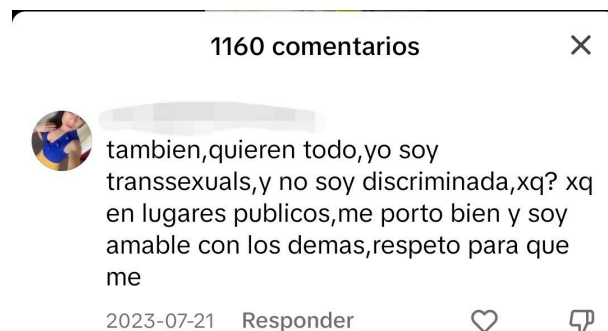 1160 comentarios
tambien,quieren todo,yo soy
transsexuals,y no soy discriminada,xq? xq
en lugares publicos,me porto bien y soy
amable con los demas,respeto para que
me
2023-07-21 Responder